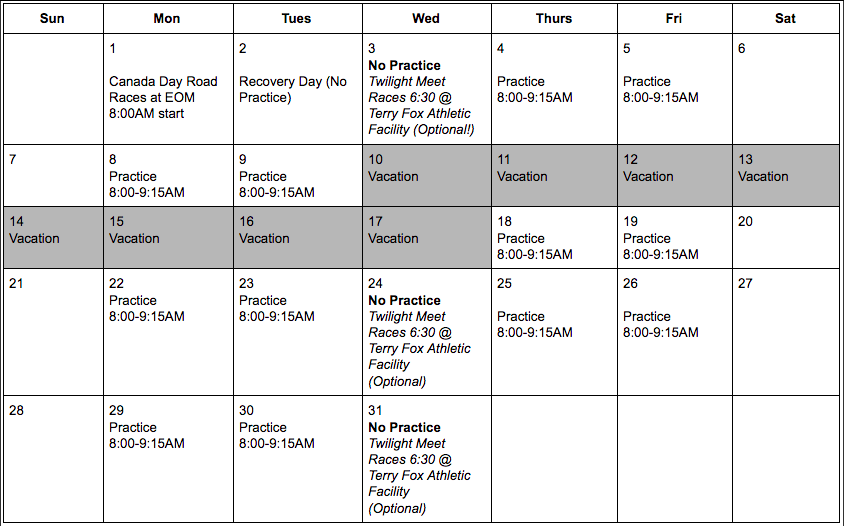 Sun Mon Tues Wed Thurs Fri Sat
1
Canada Day Road
Races at EOM
8:00AM start
2
Recovery Day (No
Practice)
3
No Practice
Twilight Meet
Races 6:30 @
Terry Fox Athletic
Facility (Optional!)
4
Practice
8:00-9:15AM
5
Practice
8:00-9:15AM
6
7
8
Practice
8:00-9:15AM
9
Practice
8:00-9:15AM
10
Vacation
11
Vacation
12
Vacation
13
Vacation
14
Vacation
15
Vacation
16
Vacation
17
Vacation
18
Practice
8:00-9:15AM
19
Practice
8:00-9:15AM
20
21
22
Practice
8:00-9:15AM
23
Practice
8:00-9:15AM
24
No Practice
Twilight Meet
Races 6:30 @
Terry Fox Athletic
Facility
(Optional)
25
Practice
8:00-9:15AM
26
Practice
8:00-9:15AM
27
28
29
Practice
8:00-9:15AM
30
Practice
8:00-9:15AM
31
No Practice
Twilight Meet
Races 6:30 @
Terry Fox Athletic
Facility
(Optional)